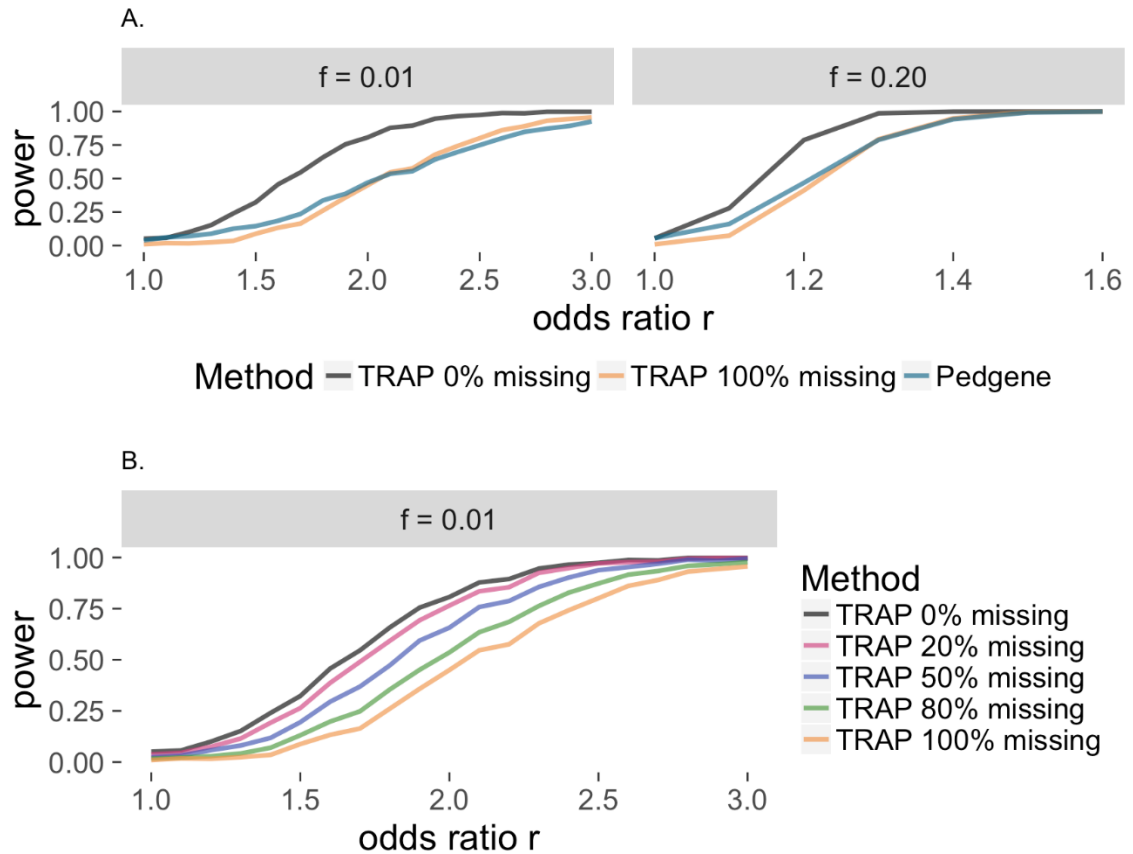 A.
f = 0.01
f = 0.20
power
1.00
0.75
0.50
0.25
0.00
1.0 1.5 2.0 2.5 3.0
1.0 1.2 1.4 1.6
odds ratio r
Method TRAP 0% missing TRAP 100% missing Pedgene
B.
f = 0.01
power
1.00
0.75
0.50
0.25
0.00
1.0 1.5 2.0 2.5 3.0
odds ratio r
Method
TRAP 0% missing
TRAP 20% missing
TRAP 50% missing
TRAP 80% missing
TRAP 100% missing